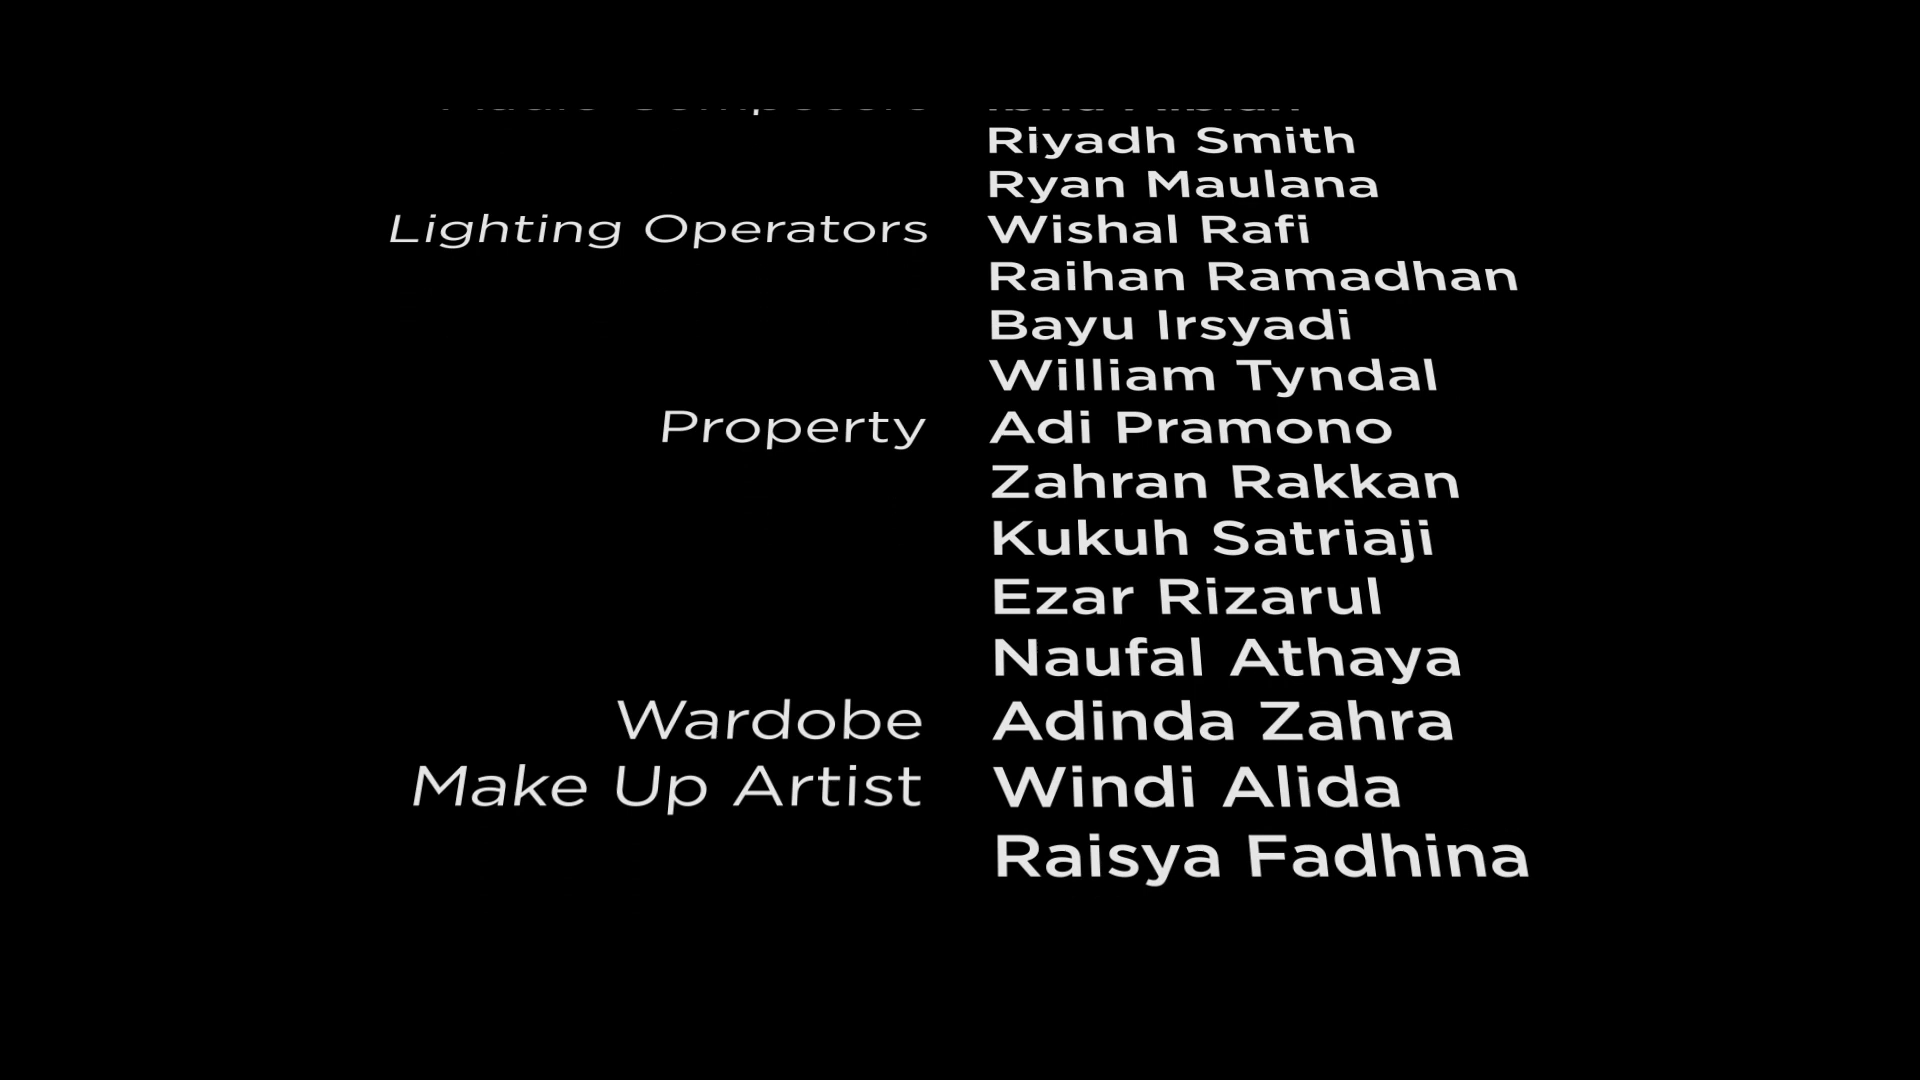 Riyadh Smith
Ryan Maulana
Lighting Operators Wishal Rafi
Raihan Ramadhan
Bayu Irsyadi
William Tyndal
Property Adi Pramono
Zahran Rakkan
Kukuh Satriaji
Ezar Rizarul
Naufal Athaya
Wardobe Adinda Zahra
Make Up Artist Windi Alida
Raisya Fadhina